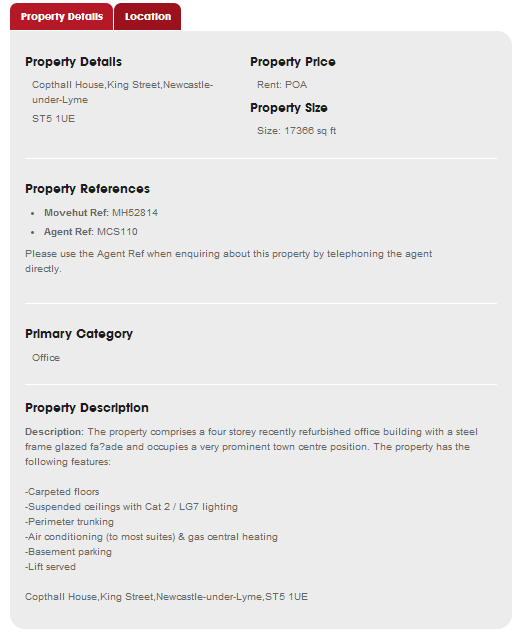 Property Details
Location
Property Details
Copthall House,King Street,Newcastle-
under-Lyme
ST5 1UE
Property Price
Rent: POA
Property Size
Size: 17366 sq ft
Property References
• Movehut Ref: MH52814
• Agent Ref: MCS110
Please use the Agent Ref when enquiring about this property by telephoning the agent
directly.
Primary Category
Office
Property Description
Description: The property comprises a four storey recently refurbished office building with a steel
frame glazed fa?ade and occupies a very prominent town centre position. The property has the
following features:
-Carpeted floors
-Suspended ceilings with Cat 2 / LG7 lighting
-Perimeter trunking
-Air conditioning (to most suites) & gas central heating
-Basement parking
-Lift served
Copthall House,King Street,Newcastle-under-Lyme,ST5 1UE